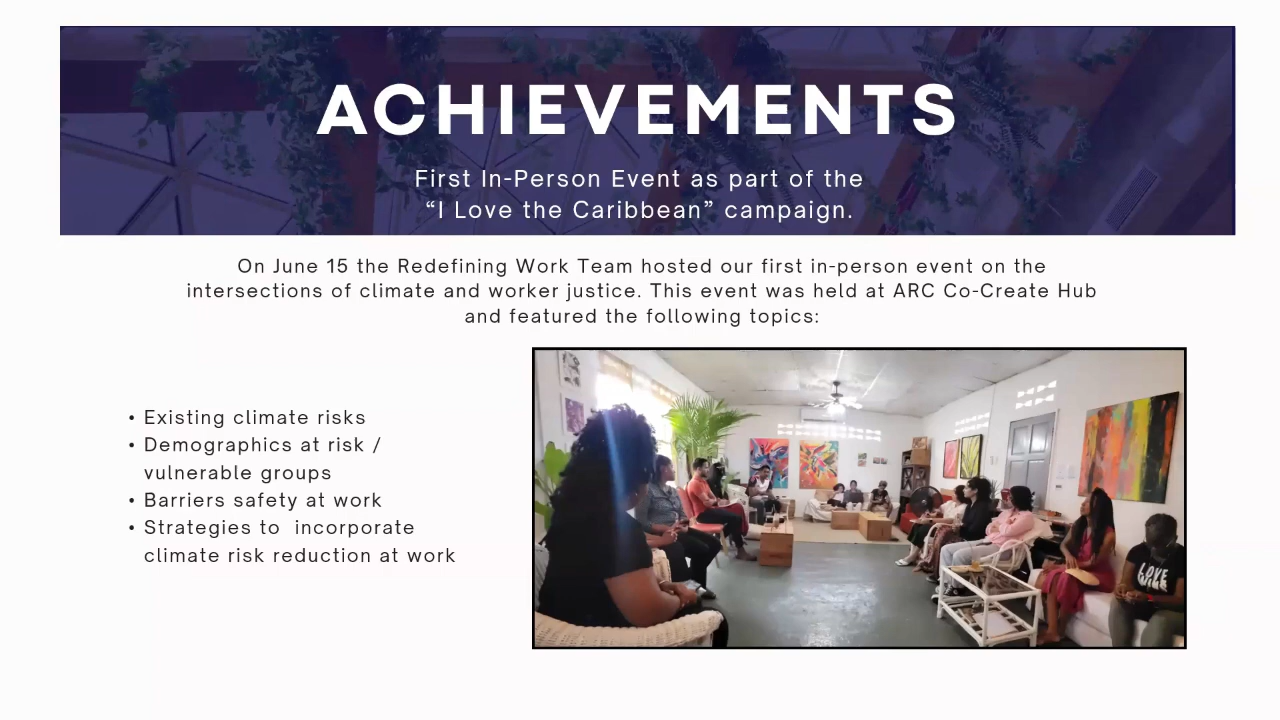 ACHIEVEMENTS
First In-Person Event as part of the
“I Love the Caribbean” campaign.
On June 15 the Redefining Work Team hosted our first in-person event on the
intersections of climate and worker justice. This event was held at ARC Co-Create Hub
and featured the following topics:
• Existing climate risks
• Demographics at risk /
vulnerable groups
• Barriers safety at work
• Strategies to  incorporate
climate risk reduction at work
LOVE